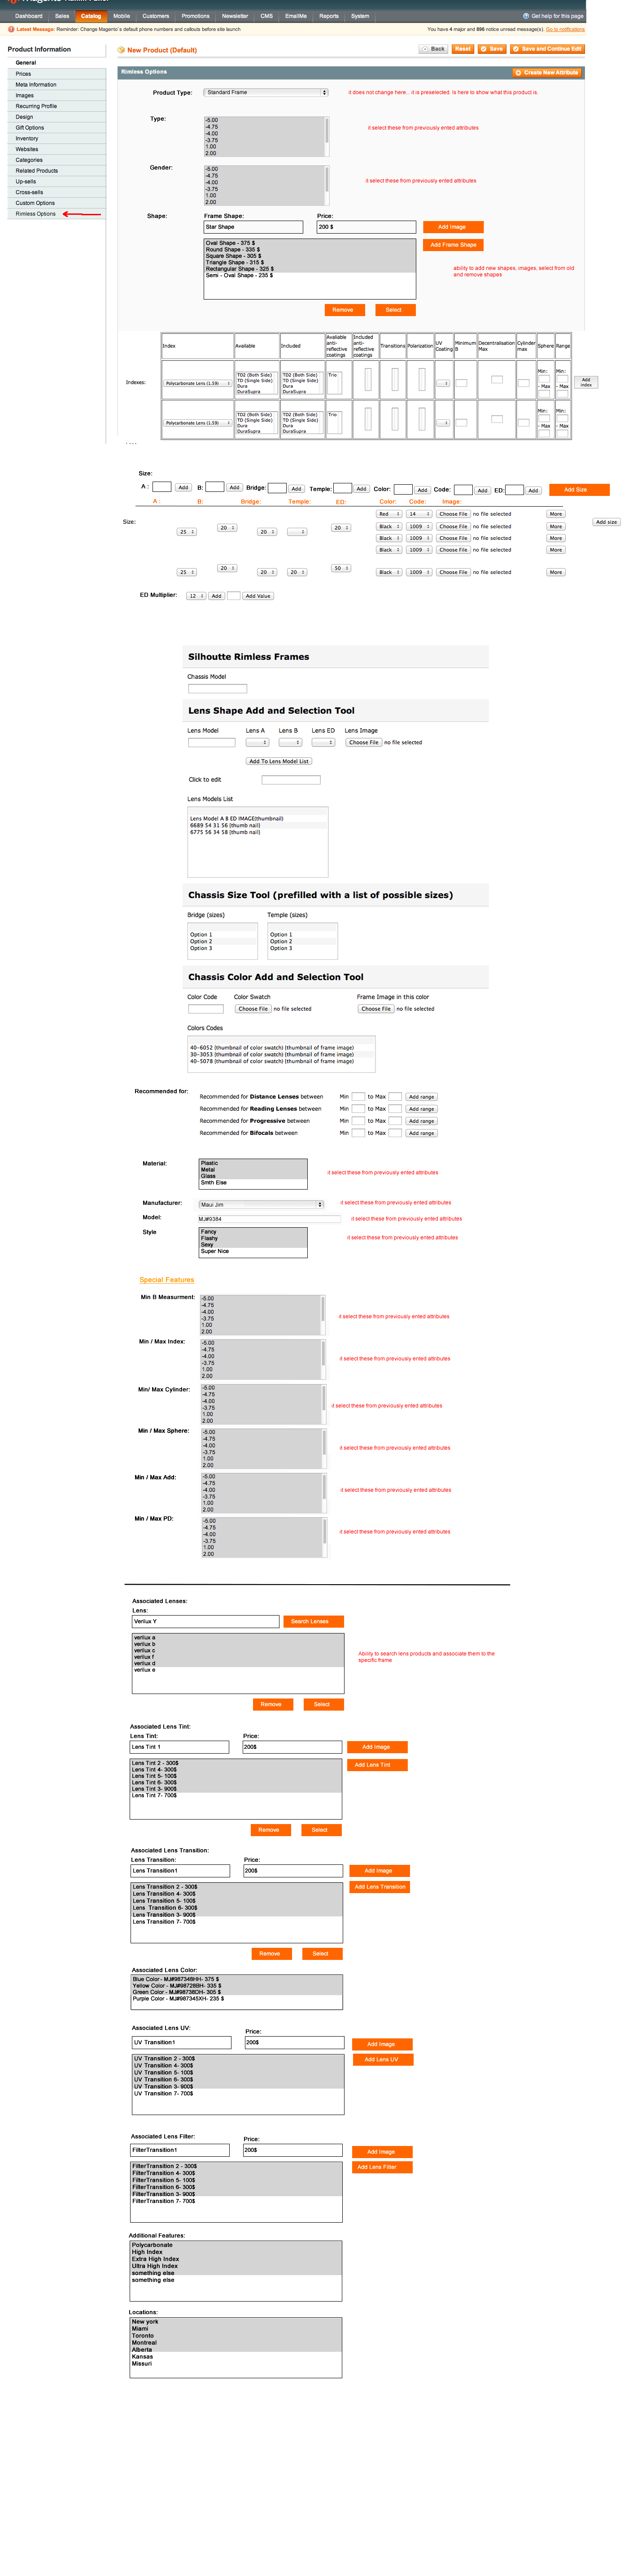 Dashboard Sales Catalog Mobile Customers Promotions Newsletter CMS EmailMe Reports System Get help for this page
Latest Message: Reminder: Change Magento`s default phone numbers and callouts before site launch You have 4 major and 896 notice unread message(s). Go to notifications
Product Information
General
Prices
Meta Information
Images
Recurring Profile
Design
Gift Options
Inventory
Websites
Categories
Related Products
Up-sells
Cross-sells
Custom Options
Rimless Options
New Product (Default) Back Reset Save Save and Continue Edit
Rimless Options Create New Attribute
Product Type: Standard Frame it does not change here... it is preselected. Is here to show what this product is.
Type:
-5.00
-4.75
-4.00
-3.75
1.00
2.00
it select these from previously ented attributes
Gender:
-5.00
-4.75
-4.00
-3.75
1.00
2.00
it select these from previously ented attributes
Shape: Frame Shape: Price:
Star Shape 200 $ Add Image
Add Frame Shape
Oval Shape - 375 $
Round Shape - 335 $
Square Shape - 305 $
Triangle Shape - 315 $
Rectangular Shape - 325 $
Semi - Oval Shape - 235 $
ability to add new shapes, images, select from old
and remove shapes
Remove Select
Index Available Included Available anti-reflective coatings Included anti-reflective coatings Transitions Polarization UV Coating Minimum B Decentralisation Max Cylinder max Sphere Range
Indexes:
Polycarbonate Lens (1.59)
TD2 (Both Side)
TD (Single Side)
Dura
DuraSupra
TD2 (Both Side)
TD (Single Side)
Dura
DuraSupra
Trio
Min: - Max
Min: - Max
Add Index
Polycarbonate Lens (1.59)
TD2 (Both Side)
TD (Single Side)
Dura
DuraSupra
TD2 (Both Side)
TD (Single Side)
Dura
DuraSupra
Trio
Min: - Max
Min: - Max
Size:
A : Add B: Add Bridge: Add Temple: Add Color: Add Code: Add ED: Add Add Size
A : B: Bridge: Temple: ED: Color: Code: Image:
Red 14 Choose File no file selected More
Size: 25 20 20 20 Black 1009 Choose File no file selected More Add size
Black 1009 Choose File no file selected More
Black 1009 Choose File no file selected More
25 20 20 20 50 Black 1009 Choose File no file selected More
ED Multiplier: 12 Add Add Value
Silhoutte Rimless Frames
Chassis Model
Lens Shape Add and Selection Tool
Lens Model Lens A Lens B Lens ED Lens Image
Choose File no file selected
Add To Lens Model List
Click to edit
Lens Models List
Lens Model A B ED IMAGE(thumbnail)
6689 54 31 56 (thumb nail)
6775 56 34 58 (thumb nail)
Chassis Size Tool (prefilled with a list of possible sizes)
Bridge (sizes) Temple (sizes)
Option 1 Option 1
Option 2 Option 2
Option 3 Option 3
Chassis Color Add and Selection Tool
Color Code Color Swatch Frame Image in this color
Choose File no file selected Choose File no file selected
Colors Codes
40-6052 (thumbnail of color swatch) (thumbnail of frame image)
30-3053 (thumbnail of color swatch) (thumbnail of frame image)
40-5078 (thumbnail of color swatch) (thumbnail of frame image)
Recommended for:
Recommended for Distance Lenses between Min to Max Add range
Recommended for Reading Lenses between Min to Max Add range
Recommended for Progressive between Min to Max Add range
Recommended for Bifocals between Min to Max Add range
Material:
Plastic
Metal
Glass
Smth Else
it select these from previously ented attributes
Manufacturer: Maui Jim it select these from previously ented attributes
Model: MJ#9384 it select these from previously ented attributes
Style
Fancy
Flashy
Sexy
Super Nice
it select these from previously ented attributes
Special Features
Min B Measurment:
-5.00
-4.75
-4.00
-3.75
1.00
2.00
it select these from previously ented attributes
Min / Max Index:
-5.00
-4.75
-4.00
-3.75
1.00
2.00
it select these from previously ented attributes
Min/ Max Cylinder:
-5.00
-4.75
-4.00
-3.75
1.00
2.00
it select these from previously ented attributes
Min / Max Sphere:
-5.00
-4.75
-4.00
-3.75
1.00
2.00
it select these from previously ented attributes
Min / Max Add:
-5.00
-4.75
-4.00
-3.75
1.00
2.00
it select these from previously ented attributes
Min / Max PD:
-5.00
-4.75
-4.00
-3.75
1.00
2.00
it select these from previously ented attributes
Associated Lenses:
Lens:
Verilux Y Search Lenses
verilux a
verilux b
verilux c
verilux f
verilux d
verilux e
Ability to search lens products and associate them to the
specific frame
Remove Select
Associated Lens Tint:
Lens Tint: Price:
Lens Tint 1 200$ Add Image
Add Lens Tint
Lens Tint 2 - 300$
Lens Tint 4- 300$
Lens Tint 5- 100$
Lens Tint 6- 300$
Lens Tint 3- 900$
Lens Tint 7- 700$
Remove Select
Associated Lens Transition:
Lens Transition: Price:
Lens Transition1 200$ Add Image
Add Lens Transition
Lens Transition 2 - 300$
Lens Transition 4- 300$
Lens Transition 5- 100$
Lens Transition 6- 300$
Lens Transition 3- 900$
Lens Transition 7- 700$
Remove Select
Associated Lens Color:
Blue Color - MJ#987346HH- 375 $
Yellow Color - MJ#98728BH- 335 $
Green Color - MJ#98738DH- 305 $
Purple Color - MJ#987345XH- 235 $
Associated Lens UV:
Price:
UV Transition1 200$ Add Image
Add Lens UV
UV Transition 2 - 300$
UV Transition 4- 300$
UV Transition 5- 100$
UV Transition 6- 300$
UV Transition 3- 900$
UV Transition 7- 700$
Associated Lens Filter:
Price:
FilterTransition1 200$ Add Image
Add Lens Filter
FilterTransition 2 - 300$
FilterTransition 4- 300$
FilterTransition 5- 100$
FilterTransition 6- 300$
FilterTransition 3- 900$
FilterTransition 7- 700$
Additional Features:
Polycarbonate
High Index
Extra High Index
Ultra High Index
something else
something else
Locations:
New york
Miami
Toronto
Montreal
Alberta
Kansas
Missuri